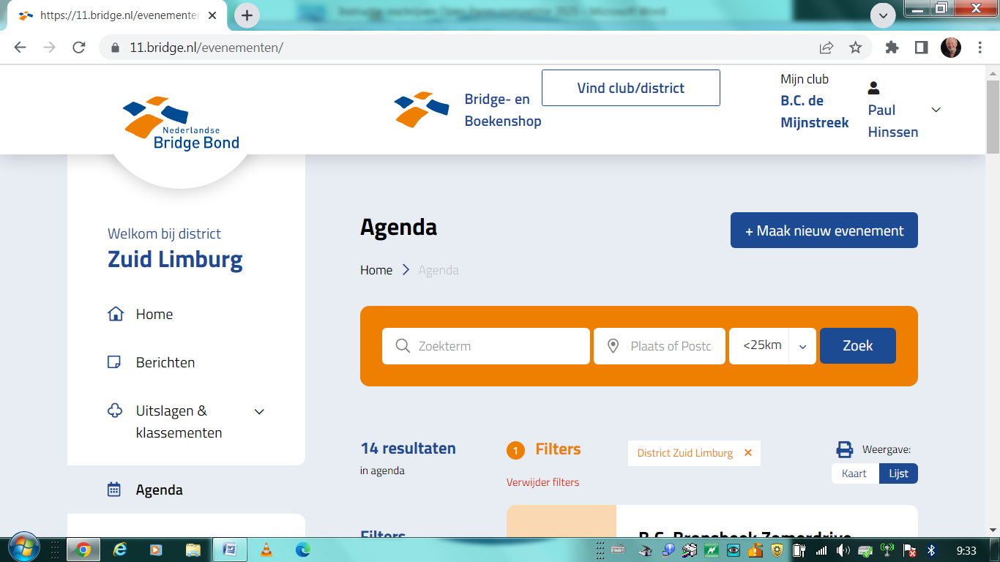 https://11.bridge.nl/evenementen
11.bridge.nl/evenementen/
Nederlandse
Bridge Bond
Bridge- en
Boekenshop
Vind club/district
Mijn club
B.C. de
Mijnstreek
Paul
Hinssen
Welkom bij district
Zuid Limburg
Home
Berichten
Uitslagen &
klassementen
Agenda
Agenda
+ Maak nieuw evenement
Home > Agenda
Zoekterm
Plaats of Postc
<25km
Zoek
14 resultaten
in agenda
1 Filters
Verwijder filters
District Zuid Limburg ×
Weergave:
Kaart Lijst
Filters
B.C. Bronsbeek Zomerdrive
9:33